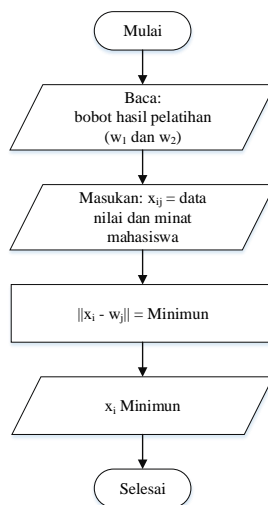 Mulai
Baca:
bobot hasil pelatihan
(w₁ dan w₂)
Masukan: xᵢⱼ = data
nilai dan minat
mahasiswa
||xᵢ - wⱼ|| = Minimun
xᵢ Minimun
Selesai